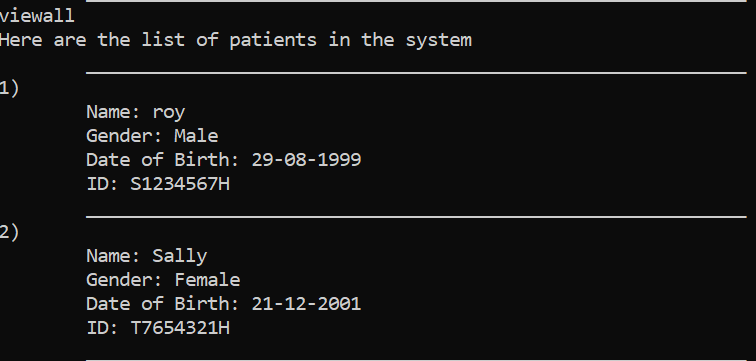 viewall
Here are the list of patients in the system
1)
Name: roy
Gender: Male
Date of Birth: 29-08-1999
ID: S1234567H
2)
Name: Sally
Gender: Female
Date of Birth: 21-12-2001
ID: T7654321H